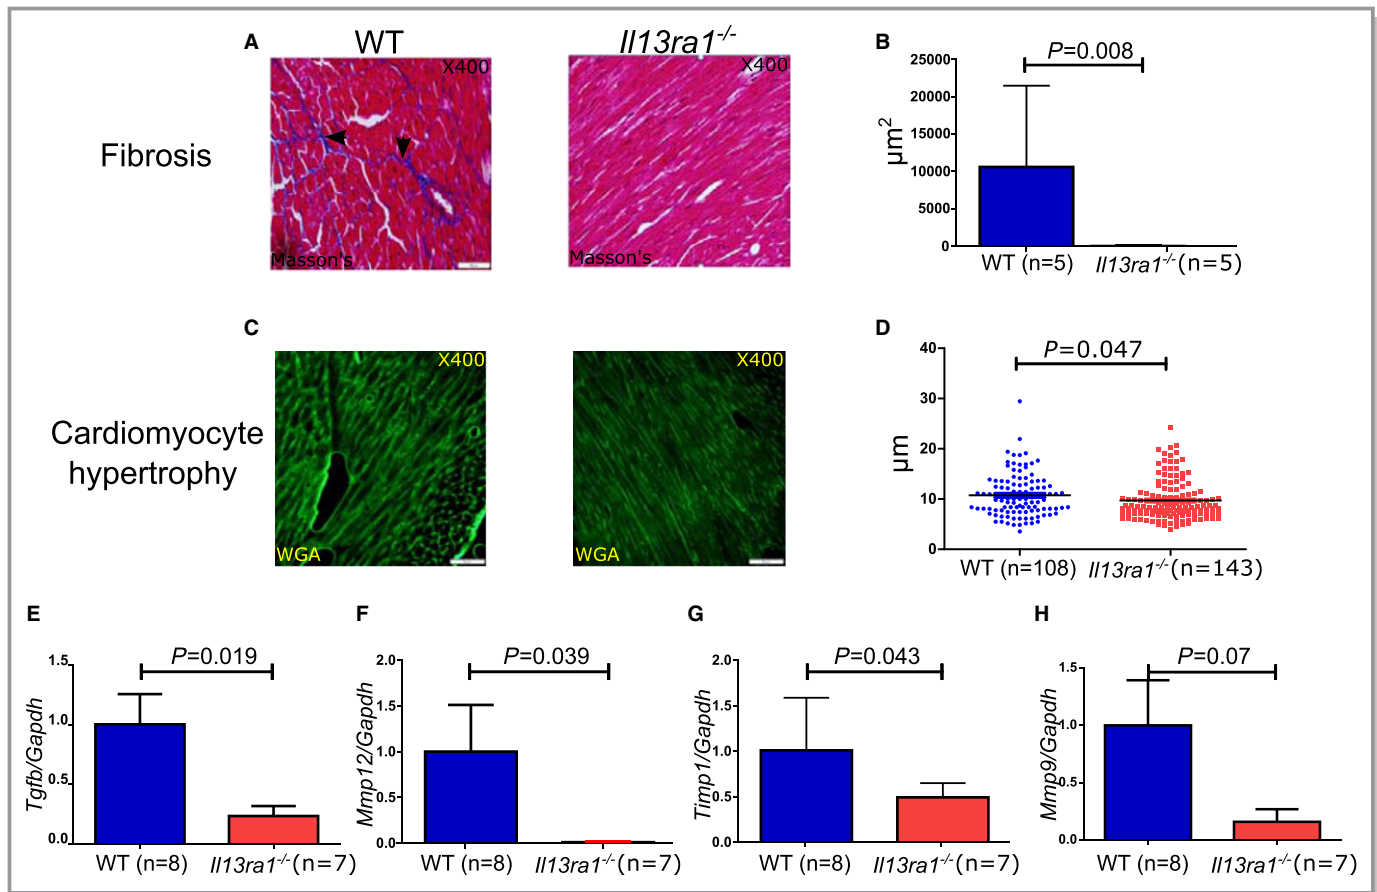 A
WT
Il13ra1-/-
B
X400
X400
Masson's
Masson's
Fibrosis
P=0.008
µm2
25000
20000
15000
10000
5000
0
WT (n=5)
Il13ra1-/- (n=5)
C
D
X400
X400
WGA
WGA
Cardiomyocyte
hypertrophy
P=0.047
µm
40
30
20
10
0
WT (n=108)
Il13ra1-/- (n=143)
E
P=0.019
Tgfb/Gapdh
1.5
1.0
0.5
0.0
WT (n=8)
Il13ra1-/- (n=7)
F
P=0.039
Mmp12/Gapdh
2.0
1.5
1.0
0.5
0.0
WT (n=8)
Il13ra1-/- (n=7)
G
P=0.043
Timp1/Gapdh
2.0
1.5
1.0
0.5
0.0
WT (n=8)
Il13ra1-/- (n=7)
H
P=0.07
Mmp9/Gapdh
1.5
1.0
0.5
0.0
WT (n=8)
Il13ra1-/- (n=7)